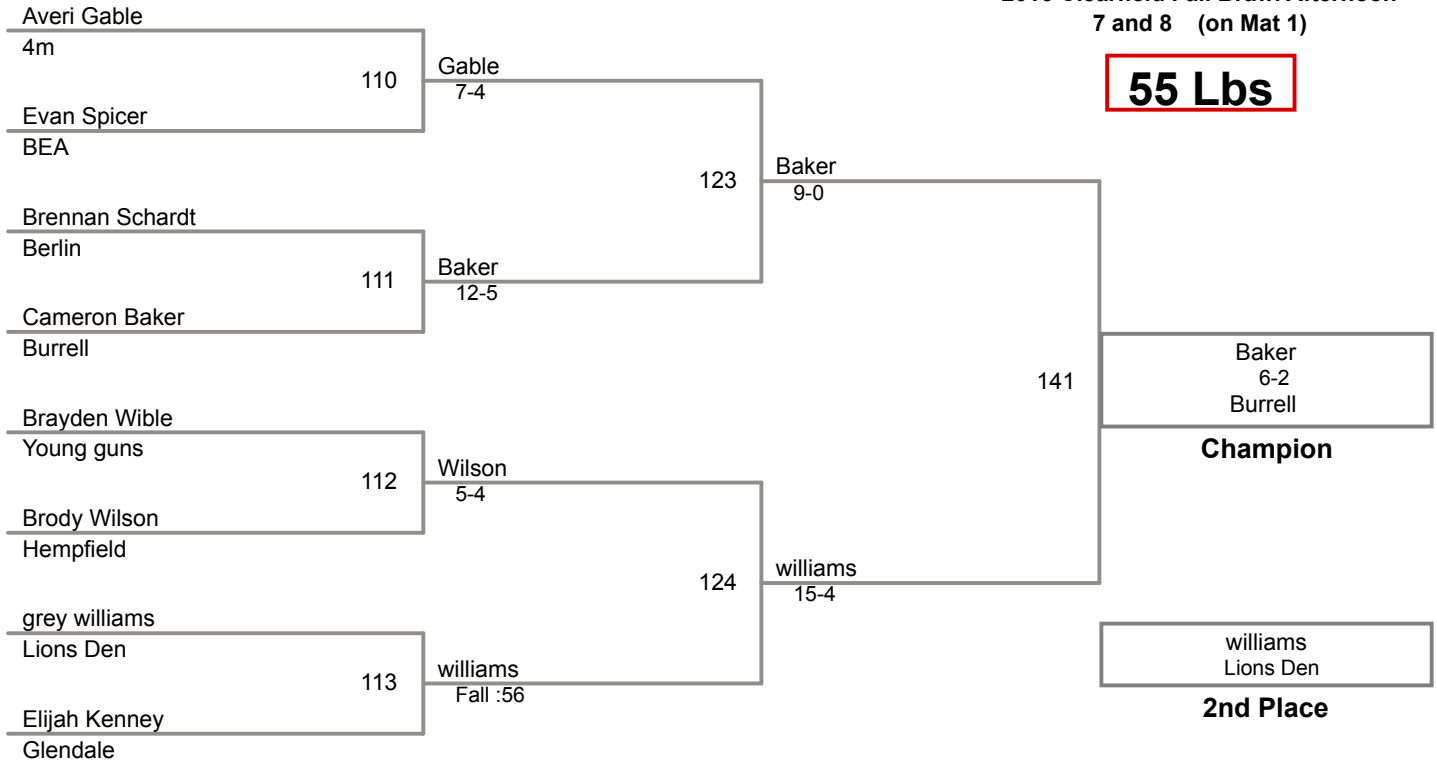 Clearfield Fall Afternoon
7 and 8 (on Mat 1)
55 Lbs
Averi Gable
4m
110
Evan Spicer
BEA
Gable
7-4
Brennan Schardt
Berlin
111
Cameron Baker
Burrell
Baker
12-5
123
Baker
9-0
Brayden Wible
Young guns
112
Brody Wilson
Hempfield
Wilson
5-4
grey williams
Lions Den
113
Elijah Kenney
Glendale
williams
Fall :56
124
williams
15-4
141
Baker
6-2
Burrell
Champion
williams
Lions Den
2nd Place